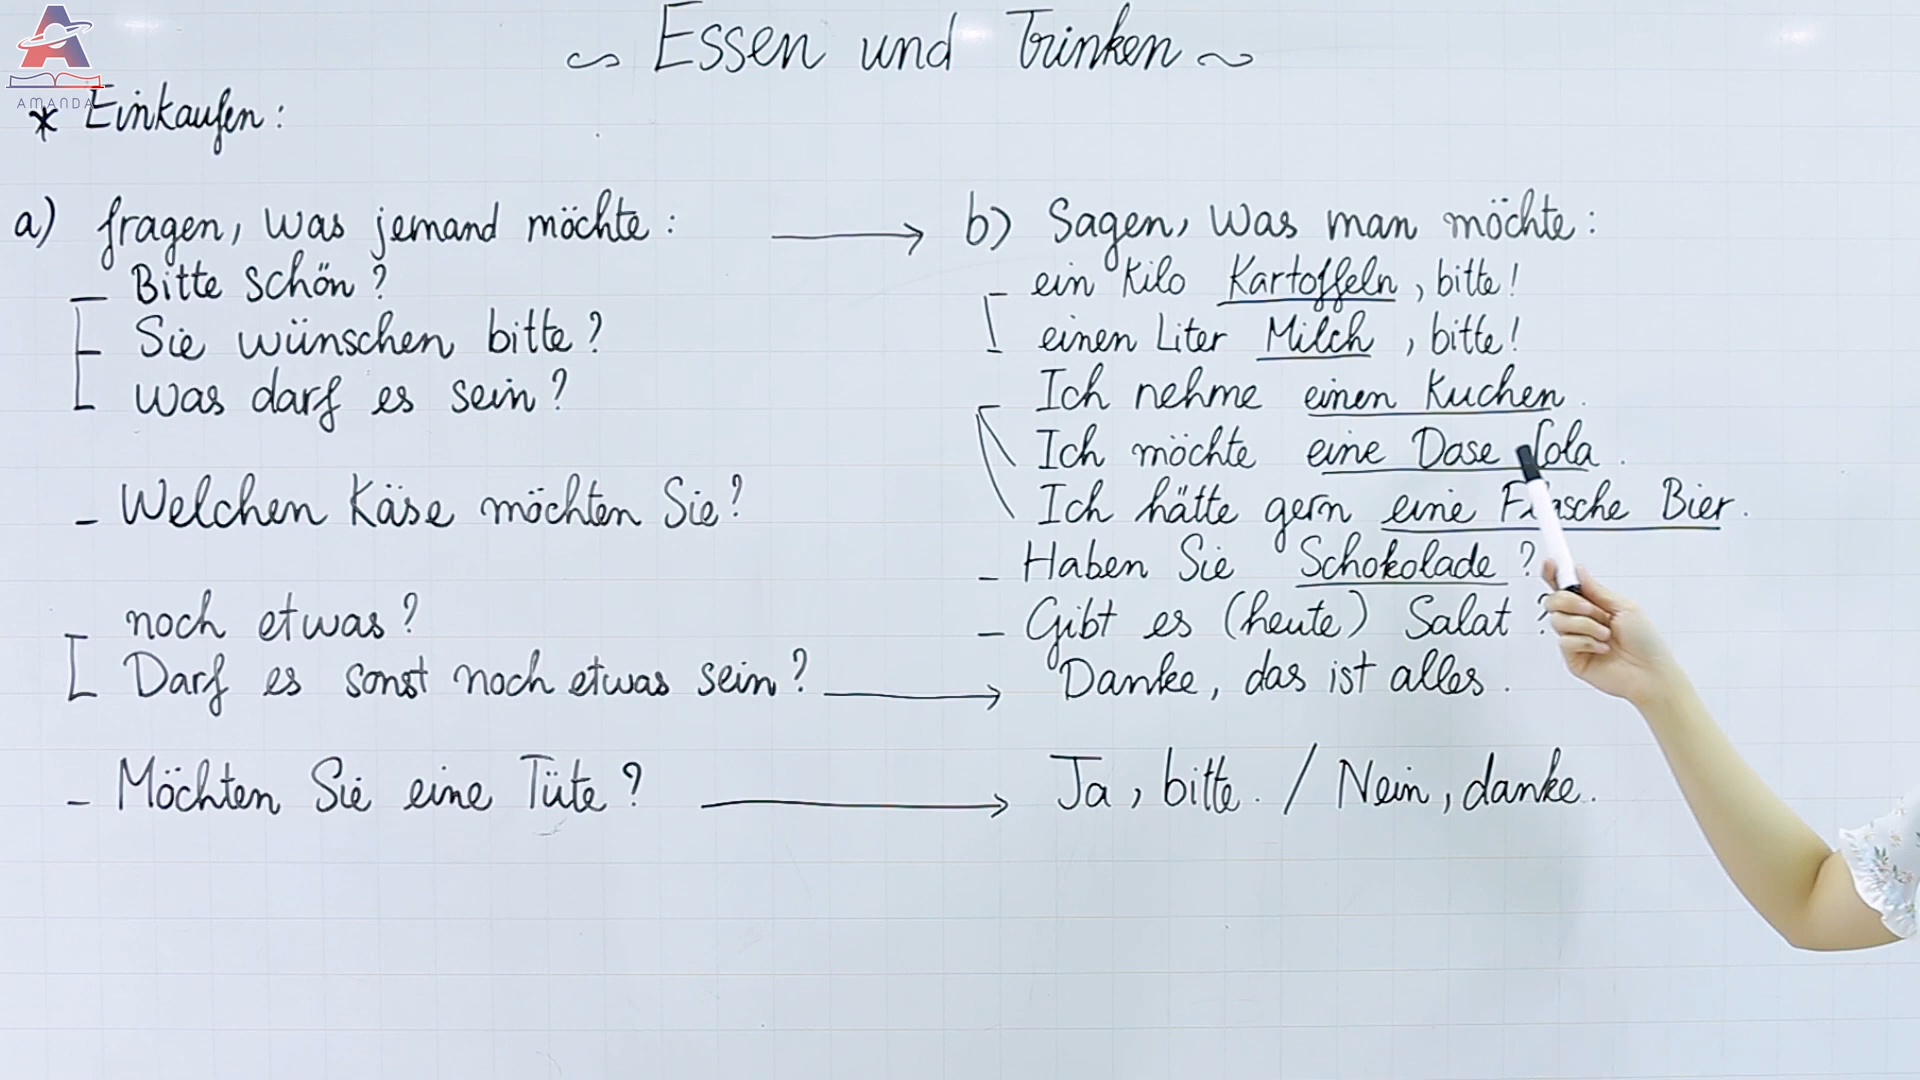 ~ Essen und Trinken ~
AMANDA
* Einkaufen:
a) fragen, was jemand möchte:
- Bitte schön?
- Sie wünschen bitte?
- Was darf es sein?
- Welchen Käse möchten Sie?
noch etwas?
Darf es sonst noch etwas sein? →
- Möchten Sie eine Tüte? →
→ b) Sagen, was man möchte:
- ein Kilo Kartoffeln, bitte!
einen Liter Milch, bitte!
Ich nehme einen Kuchen.
Ich möchte eine Dase Cola.
Ich hätte gern eine Flasche Bier.
- Haben Sie Schokolade?
- Gibt es (heute) Salat?
Danke, das ist alles.
Ja, bitte. / Nein, danke.